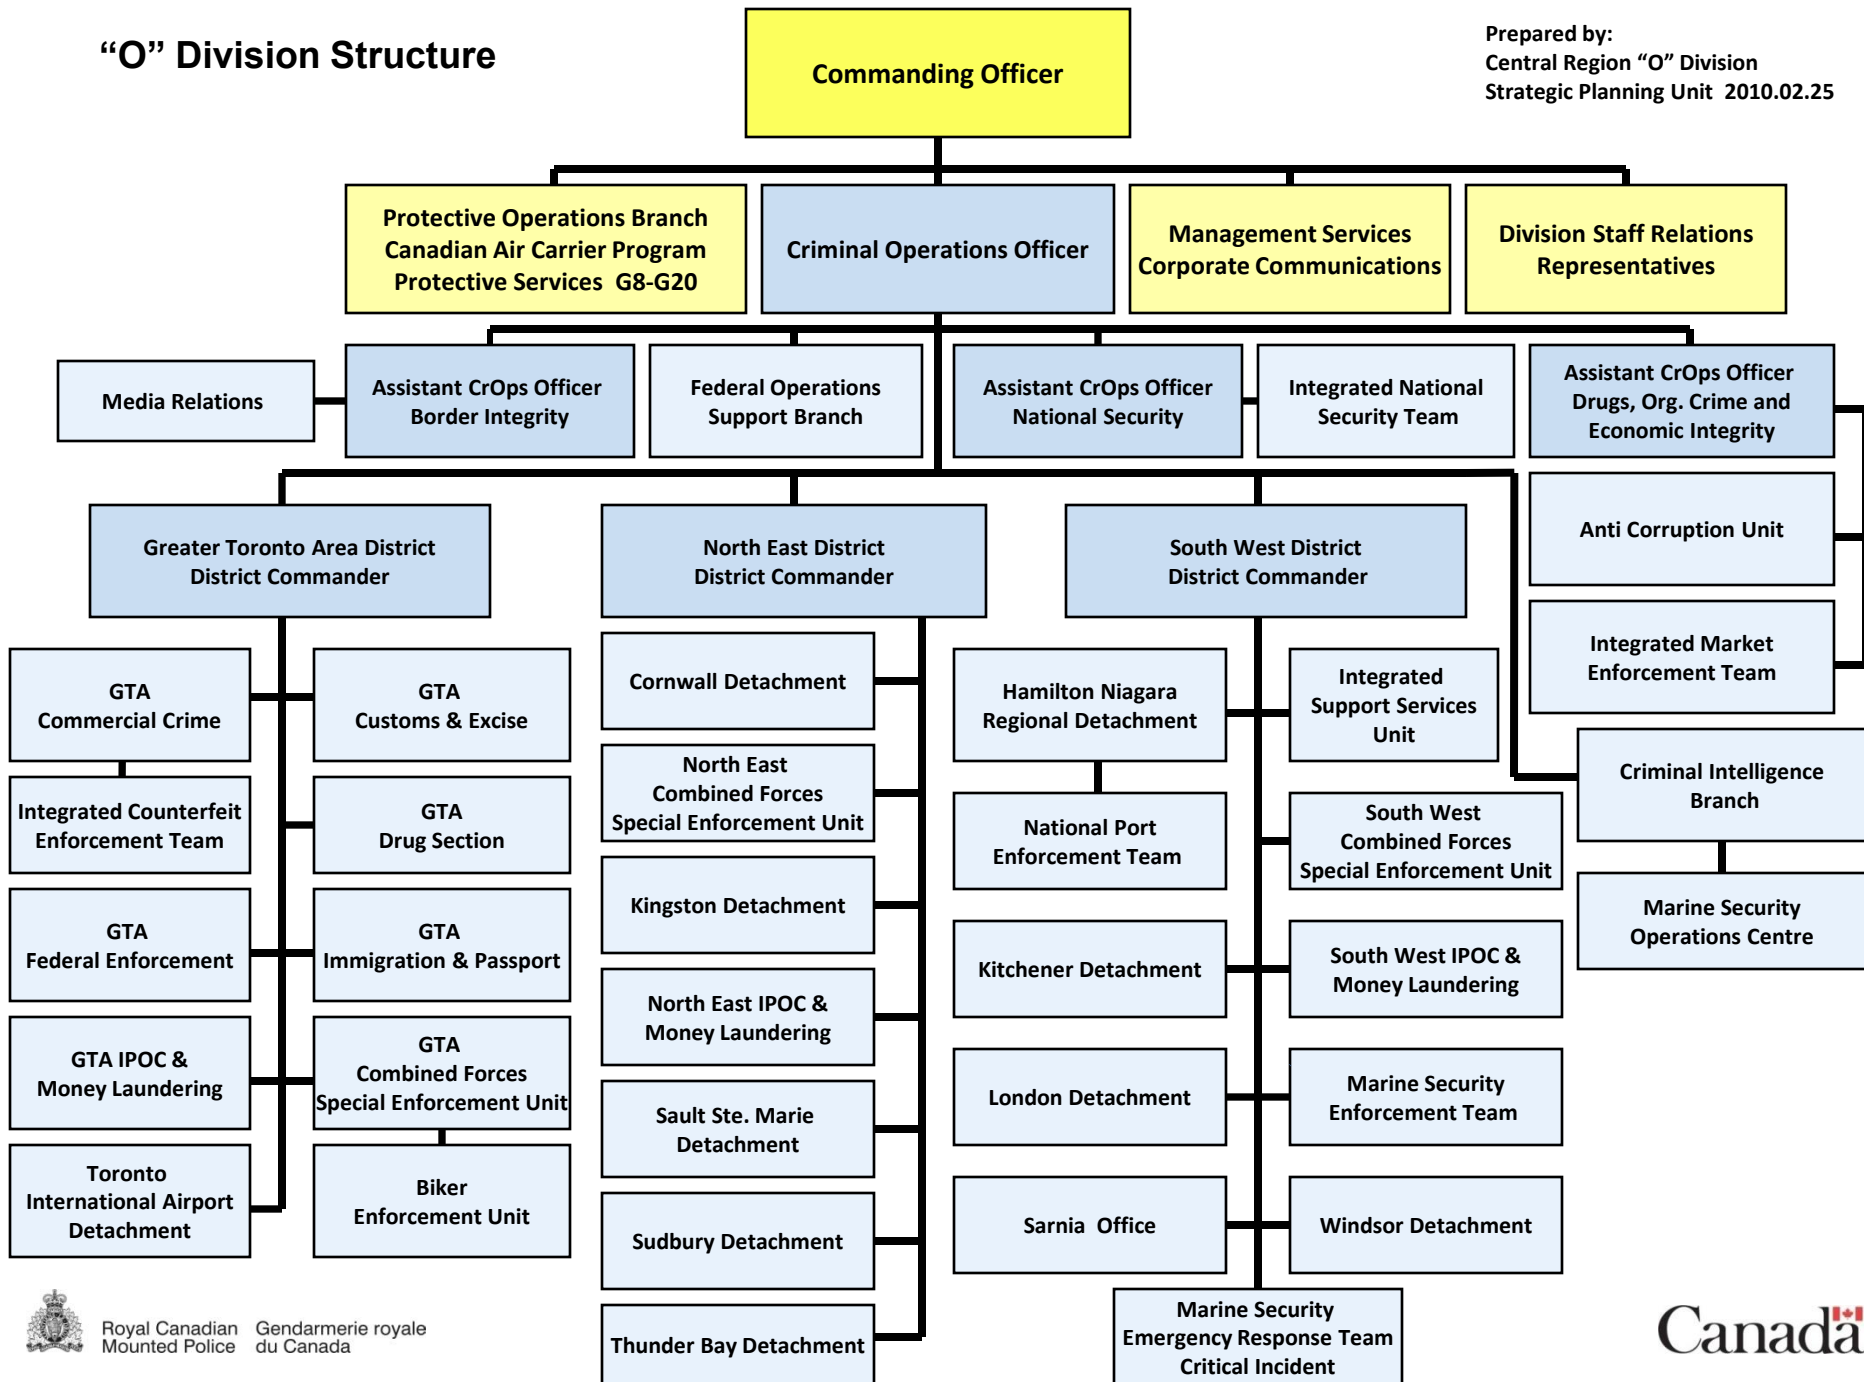 “O” Division Structure
Prepared by:
Central Region “O” Division
Strategic Planning Unit  2010.02.25
Commanding Officer
Protective Operations Branch
Canadian Air Carrier Program
Protective Services  G8-G20
Criminal Operations Officer
Management Services
Corporate Communications
Division Staff Relations
Representatives
Media Relations
Assistant CrOps Officer
Border Integrity
Federal Operations
Support Branch
Assistant CrOps Officer
National Security
Integrated National
Security Team
Assistant CrOps Officer
Drugs, Org. Crime and
Economic Integrity
Anti Corruption Unit
Integrated Market
Enforcement Team
Greater Toronto Area District
District Commander
North East District
District Commander
South West District
District Commander
GTA
Commercial Crime
GTA
Customs & Excise
Integrated Counterfeit
Enforcement Team
GTA
Drug Section
GTA
Federal Enforcement
GTA
Immigration & Passport
GTA IPOC &
Money Laundering
GTA
Combined Forces
Special Enforcement Unit
Toronto
International Airport
Detachment
Biker
Enforcement Unit
Cornwall Detachment
North East
Combined Forces
Special Enforcement Unit
Kingston Detachment
North East IPOC &
Money Laundering
Sault Ste. Marie
Detachment
Sudbury Detachment
Thunder Bay Detachment
Hamilton Niagara
Regional Detachment
Integrated
Support Services
Unit
National Port
Enforcement Team
South West
Combined Forces
Special Enforcement Unit
Kitchener Detachment
South West IPOC &
Money Laundering
London Detachment
Marine Security
Enforcement Team
Sarnia  Office
Windsor Detachment
Marine Security
Emergency Response Team
Critical Incident
Criminal Intelligence
Branch
Marine Security
Operations Centre
Royal Canadian
Mounted Police
Gendarmerie royale
du Canada
Canada